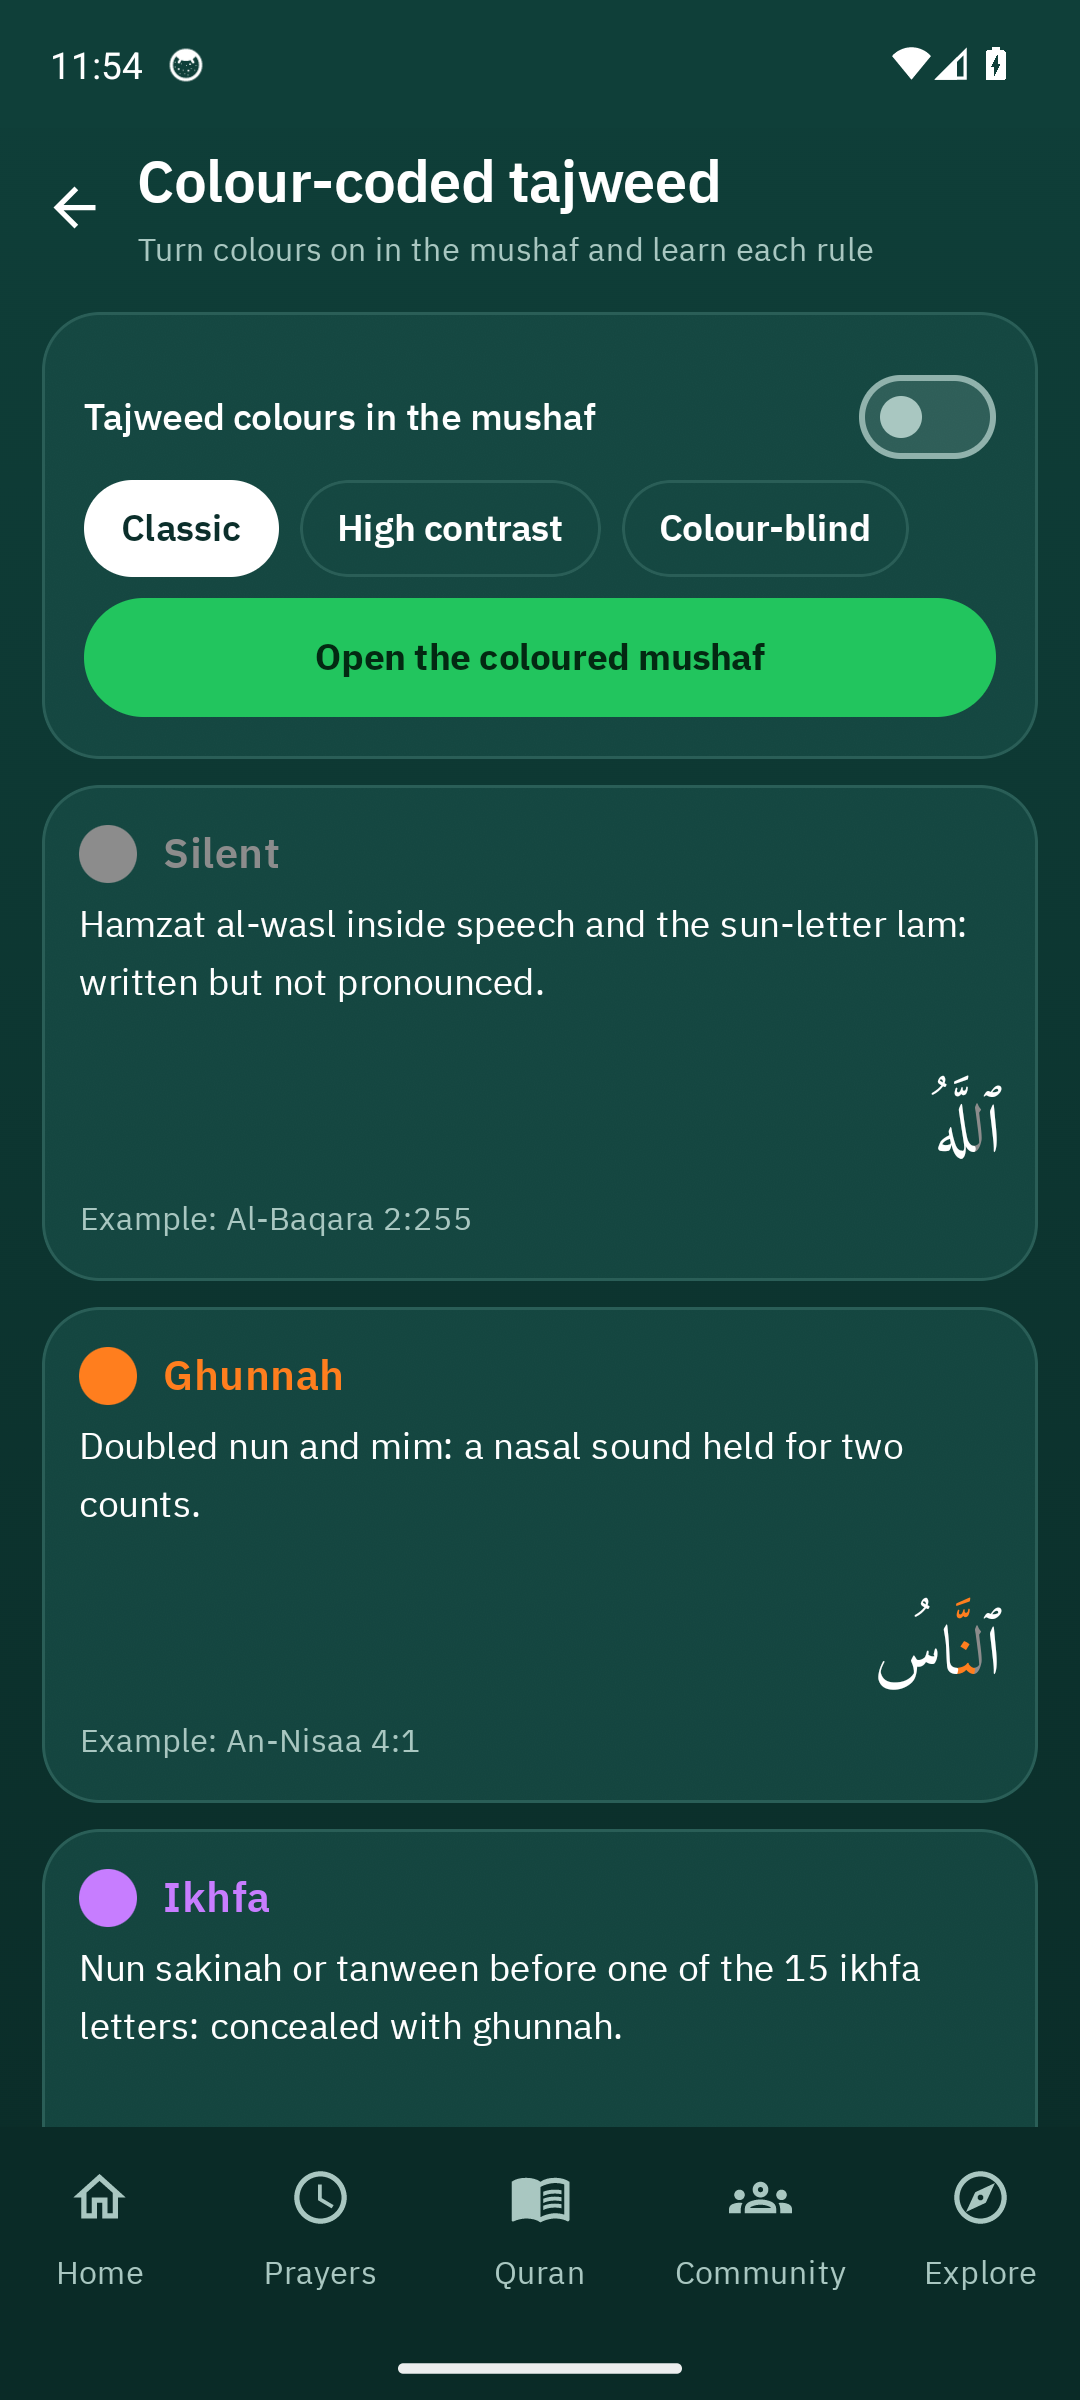 11:54
Colour-coded tajweed
Turn colours on in the mushaf and learn each rule
Tajweed colours in the mushaf
Classic
High contrast
Colour-blind
Open the coloured mushaf
Silent
Hamzat al-wasl inside speech and the sun-letter lam:
written but not pronounced.
ٱللَّهُ
Example: Al-Baqara 2:255
Ghunnah
Doubled nun and mim: a nasal sound held for two
counts.
ٱلنَّاسُ
Example: An-Nisaa 4:1
Ikhfa
Nun sakinah or tanween before one of the 15 ikhfa
letters: concealed with ghunnah.
Home
Prayers
Quran
Community
Explore